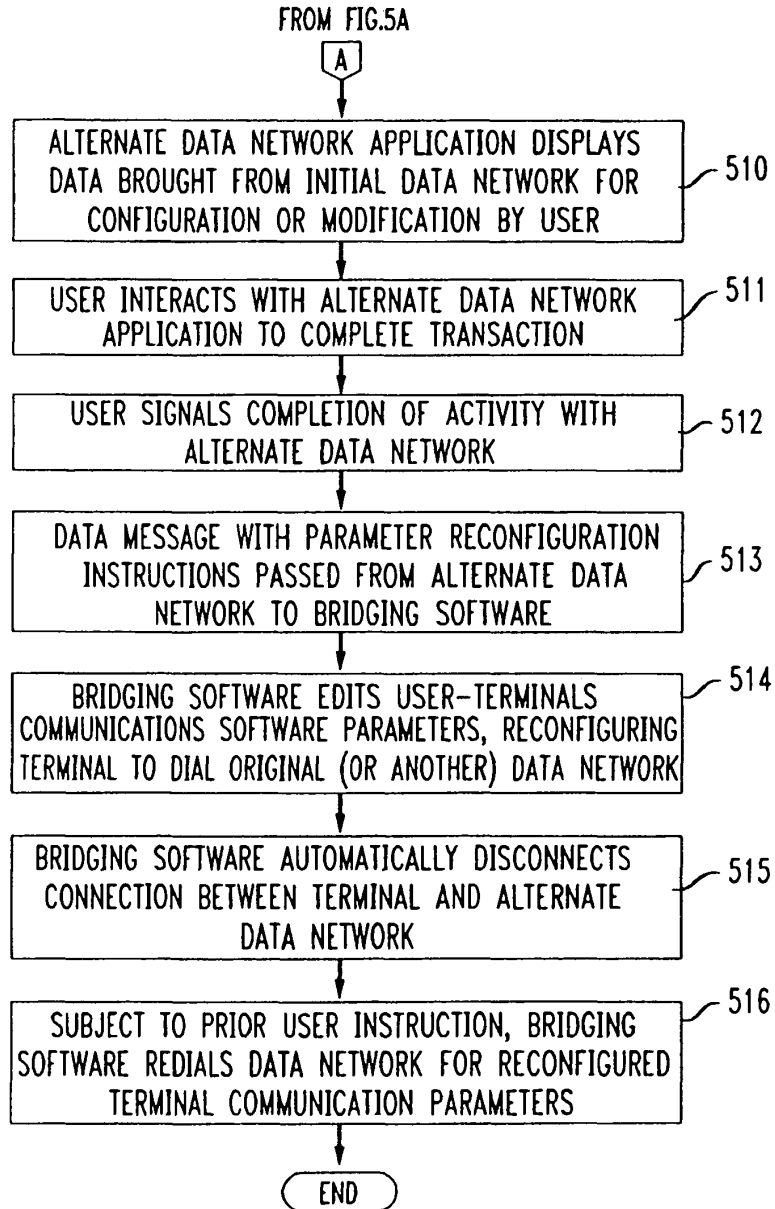 FROM FIG.5A
A
ALTERNATE DATA NETWORK APPLICATION DISPLAYS
DATA BROUGHT FROM INITIAL DATA NETWORK FOR
CONFIGURATION OR MODIFICATION BY USER
510
USER INTERACTS WITH ALTERNATE DATA NETWORK
APPLICATION TO COMPLETE TRANSACTION
511
USER SIGNALS COMPLETION OF ACTIVITY WITH
ALTERNATE DATA NETWORK
512
DATA MESSAGE WITH PARAMETER RECONFIGURATION
INSTRUCTIONS PASSED FROM ALTERNATE DATA
NETWORK TO BRIDGING SOFTWARE
513
BRIDGING SOFTWARE EDITS USER-TERMINALS
COMMUNICATIONS SOFTWARE PARAMETERS, RECONFIGURING
TERMINAL TO DIAL ORIGINAL (OR ANOTHER) DATA NETWORK
514
BRIDGING SOFTWARE AUTOMATICALLY DISCONNECTS
CONNECTION BETWEEN TERMINAL AND ALTERNATE
DATA NETWORK
515
SUBJECT TO PRIOR USER INSTRUCTION, BRIDGING
SOFTWARE REDIALS DATA NETWORK FOR RECONFIGURED
TERMINAL COMMUNICATION PARAMETERS
516
END